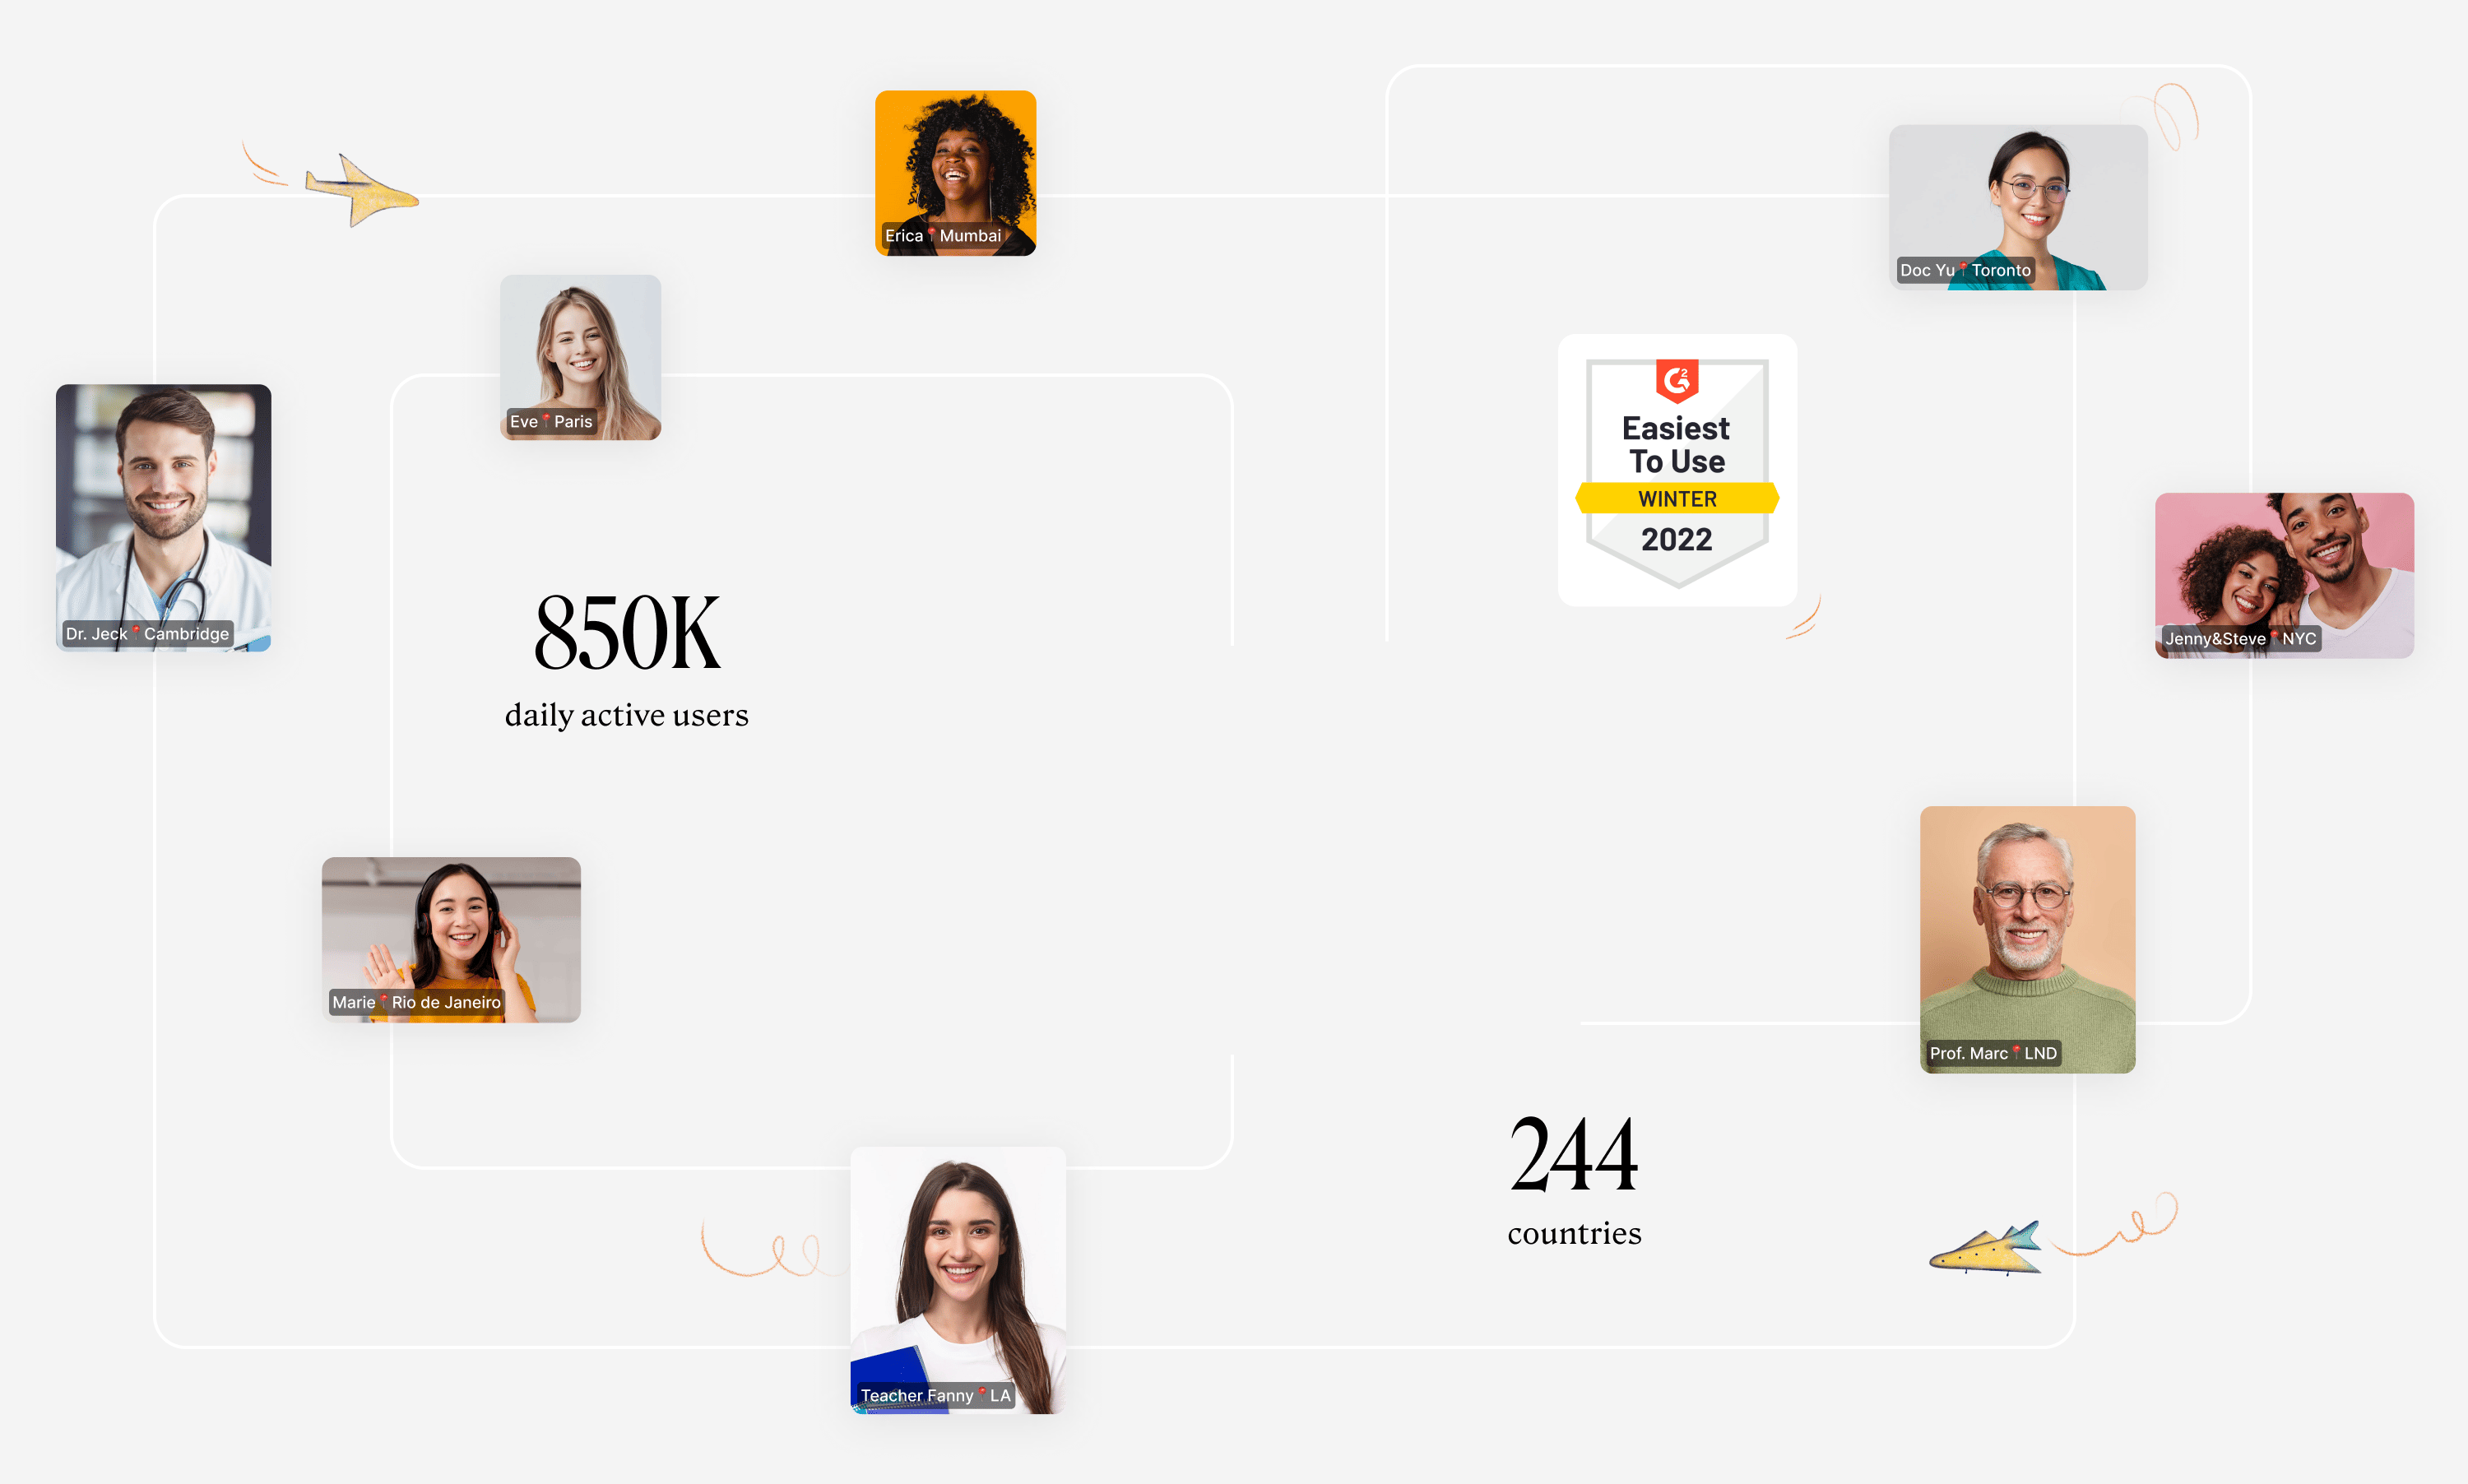 Erica📍Mumbai
Doc Yu📍Toronto
Eve📍Paris
G2
Easiest
To Use
WINTER
2022
Dr. Jeck📍Cambridge
Jenny&Steve📍NYC
850K
daily active users
Marie📍Rio de Janeiro
Prof. Marc📍LND
244
countries
Teacher Fanny📍LA